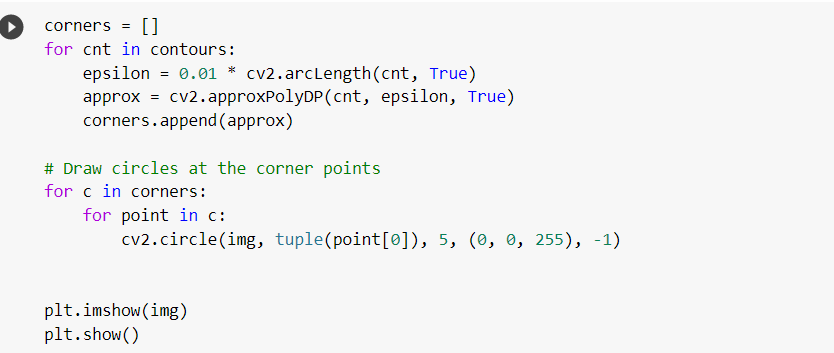 corners = []
for cnt in contours:
    epsilon = 0.01 * cv2.arcLength(cnt, True)
    approx = cv2.approxPolyDP(cnt, epsilon, True)
    corners.append(approx)

# Draw circles at the corner points
for c in corners:
    for point in c:
        cv2.circle(img, tuple(point[0]), 5, (0, 0, 255), -1)


plt.imshow(img)
plt.show()